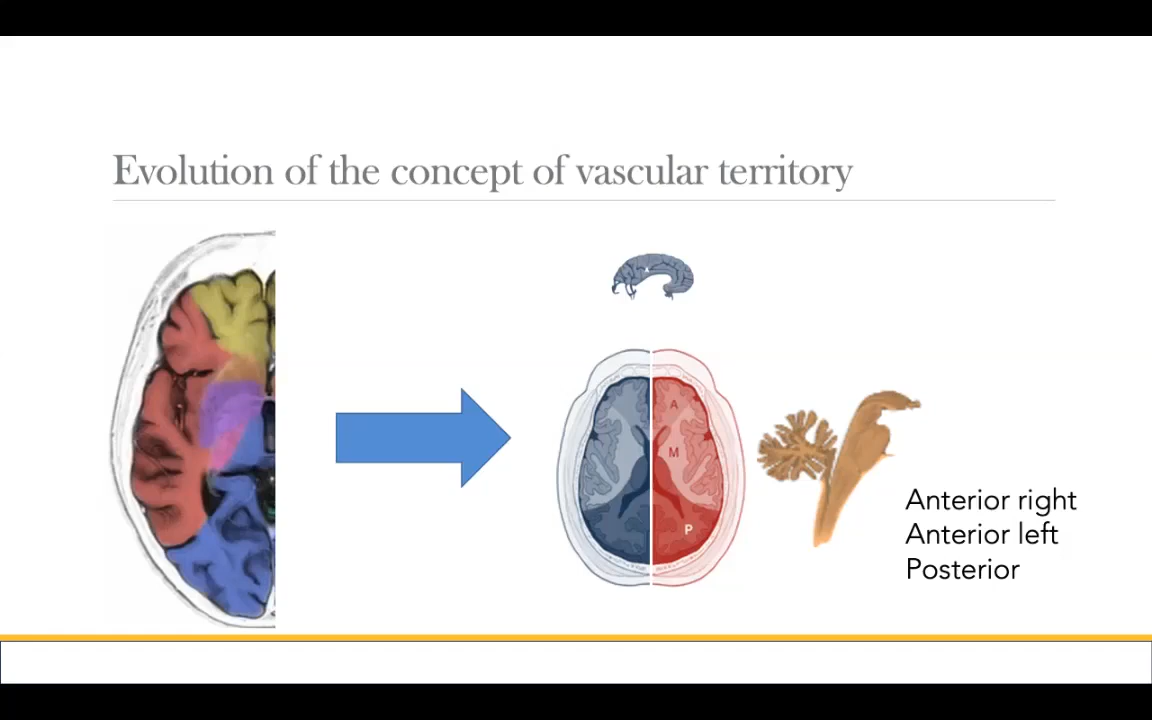 Evolution of the concept of vascular territory
A
M
P
Anterior right
Anterior left
Posterior